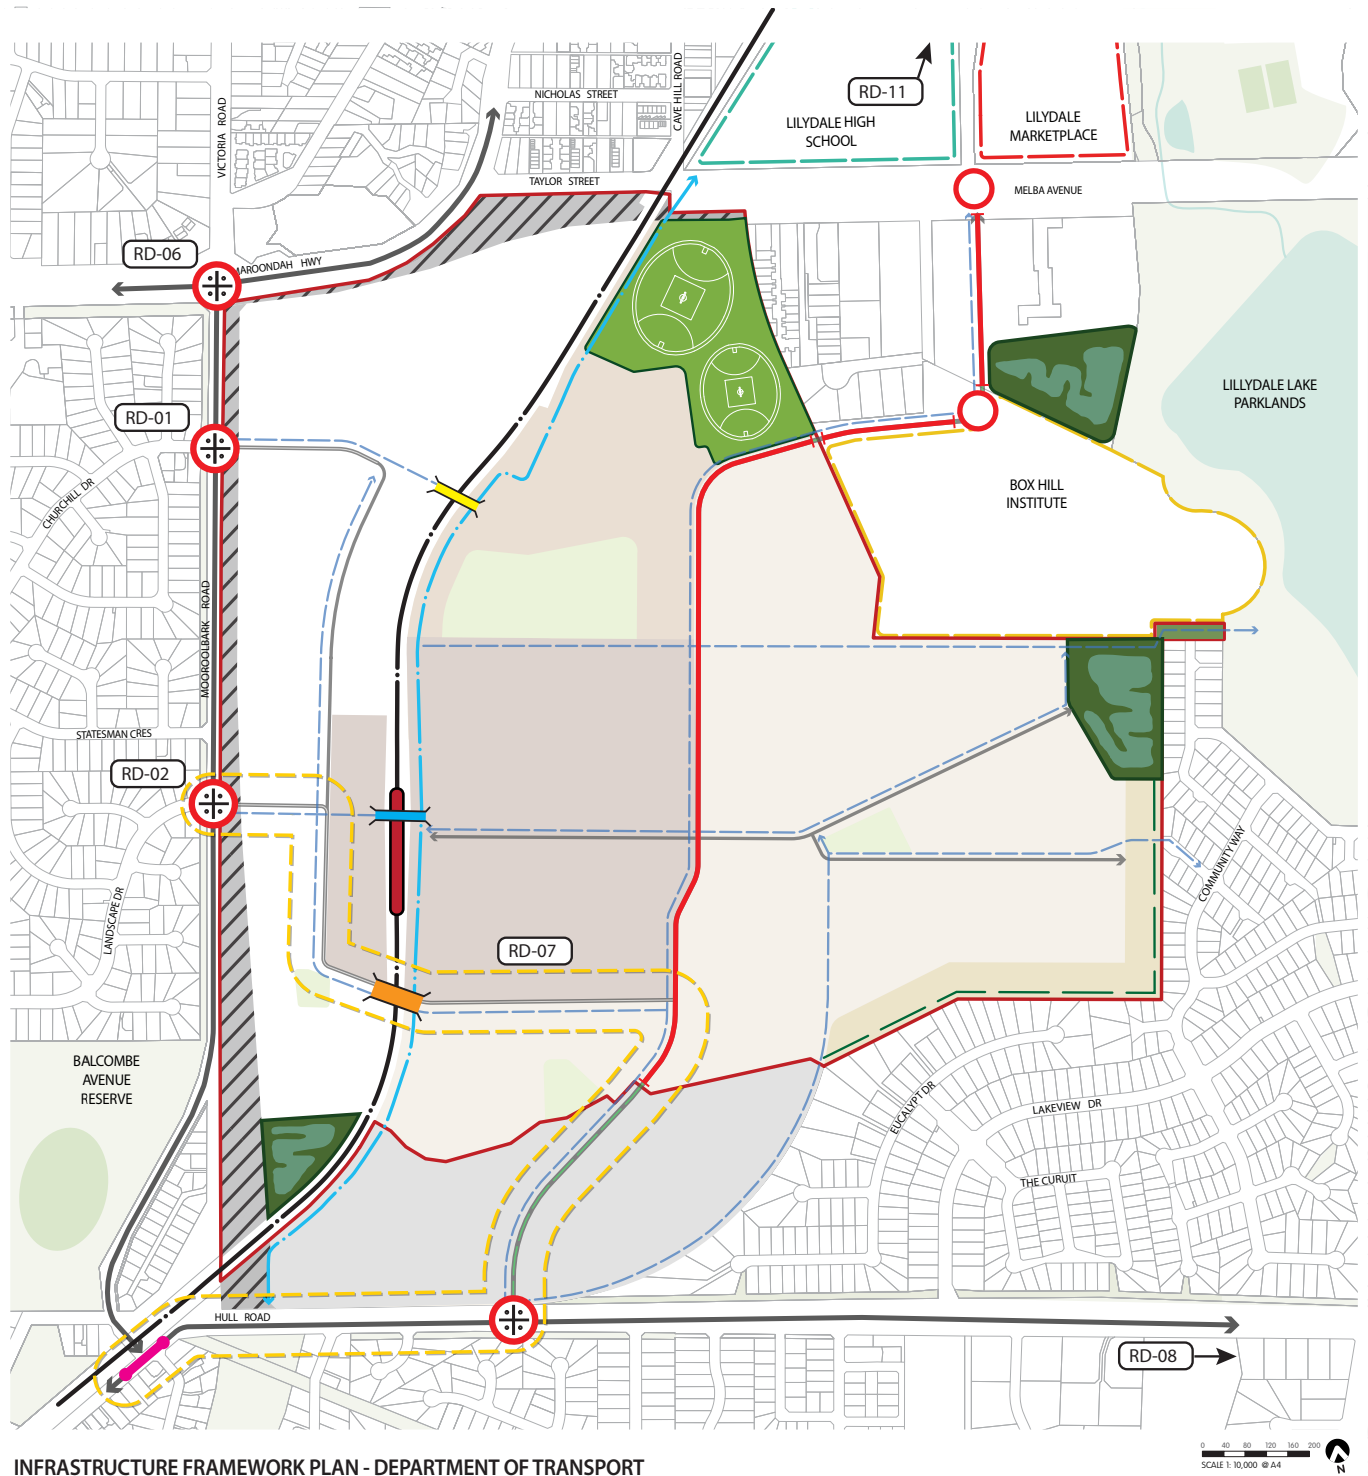 NICHOLAS STREET
CAVE HILL ROAD
VICTORIA ROAD
RD-11
LILYDALE HIGH
SCHOOL
LILYDALE
MARKETPLACE
TAYLOR STREET
MELBA AVENUE
RD-06
MAROONDAH HWY
RD-01
LILLYDALE LAKE
PARKLANDS
CHURCHILL DR
BOX HILL
INSTITUTE
MOOROOLBARK ROAD
STATESMAN CRES
RD-02
COMMUNITY WAY
LANDSCAPE DR
RD-07
BALCOMBE
AVENUE
RESERVE
EUCALYPT DR
LAKEVIEW DR
THE CURUIT
HULL ROAD
RD-08
0 40 80 120 160 200
SCALE 1: 10,000 @ A4
N
INFRASTRUCTURE FRAMEWORK PLAN - DEPARTMENT OF TRANSPORT